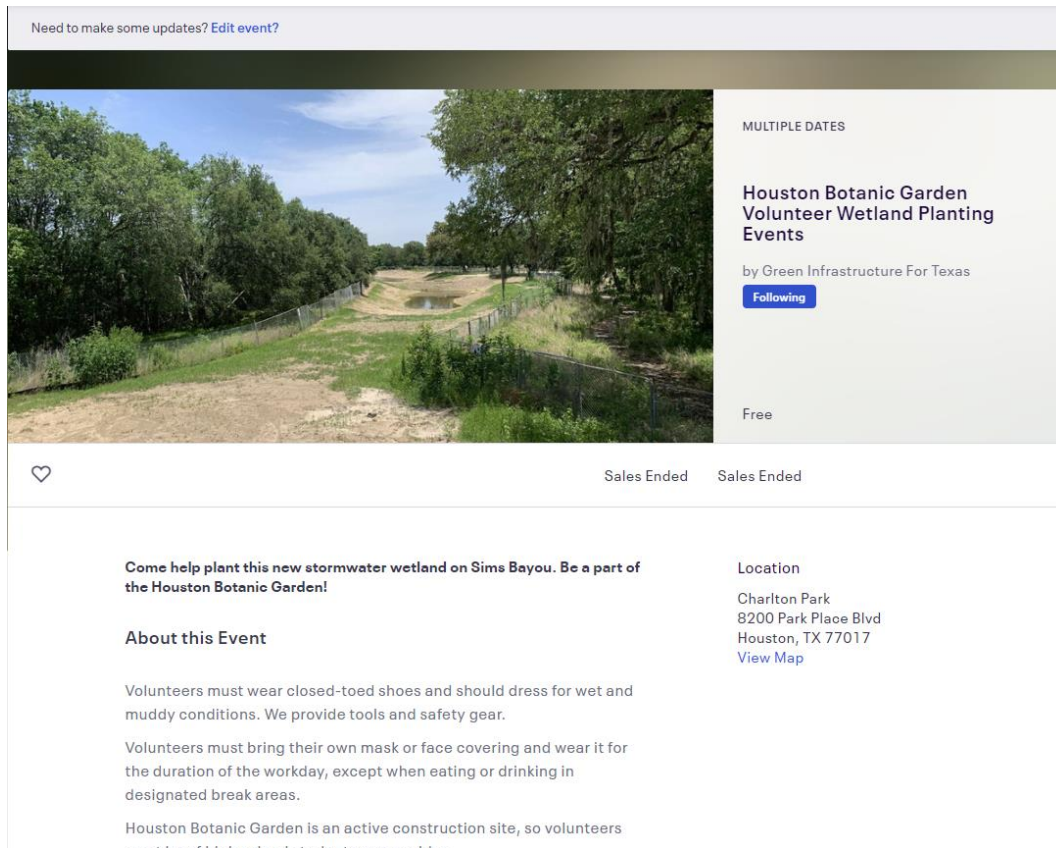 Need to make some updates? Edit event?
MULTIPLE DATES
Houston Botanic Garden
Volunteer Wetland Planting
Events
by Green Infrastructure For Texas
Following
Free
Sales Ended
Sales Ended
Come help plant this new stormwater wetland on Sims Bayou. Be a part of
the Houston Botanic Garden!
About this Event
Volunteers must wear closed-toed shoes and should dress for wet and
muddy conditions. We provide tools and safety gear.
Volunteers must bring their own mask or face covering and wear it for
the duration of the workday, except when eating or drinking in
designated break areas.
Houston Botanic Garden is an active construction site, so volunteers
Location
Charlton Park
8200 Park Place Blvd
Houston, TX 77017
View Map